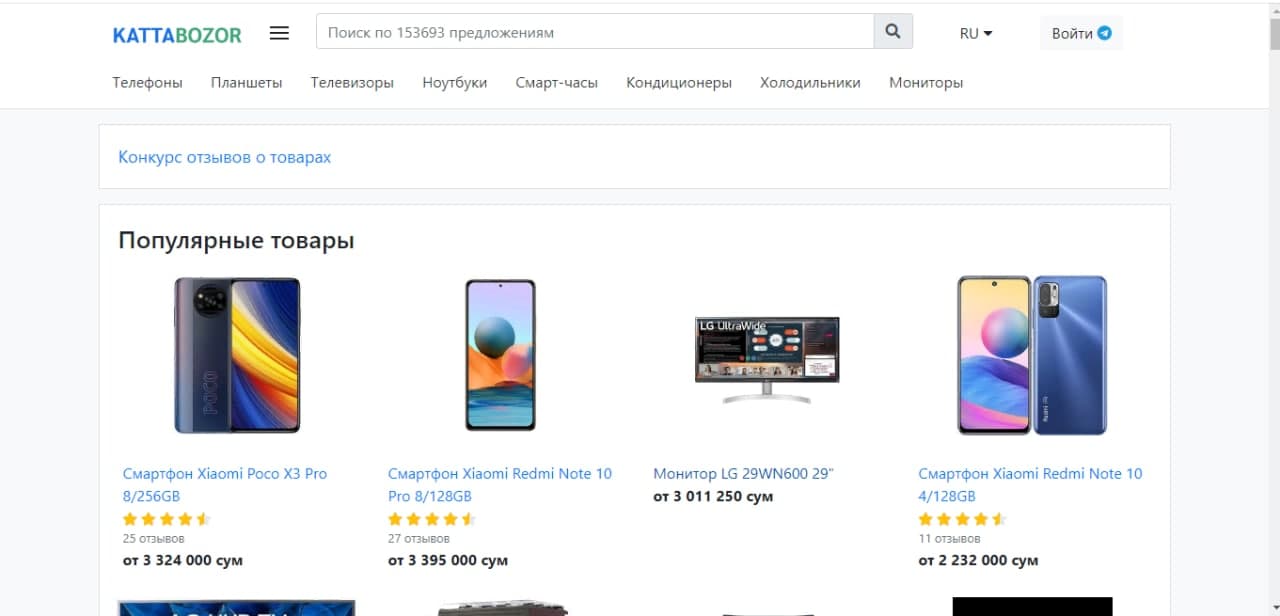 KATTABOZOR
Поиск по 153693 предложениям
RU
Войти
Телефоны Планшеты Телевизоры Ноутбуки Смарт-часы Кондиционеры Холодильники Мониторы
Конкурс отзывов о товарах
Популярные товары
POCO
LG UltraWide
Смартфон Xiaomi Poco X3 Pro
8/256GB
25 отзывов
от 3 324 000 сум
Смартфон Xiaomi Redmi Note 10
Pro 8/128GB
27 отзывов
от 3 395 000 сум
Монитор LG 29WN600 29"
от 3 011 250 сум
Redmi
Смартфон Xiaomi Redmi Note 10
4/128GB
11 отзывов
от 2 232 000 сум